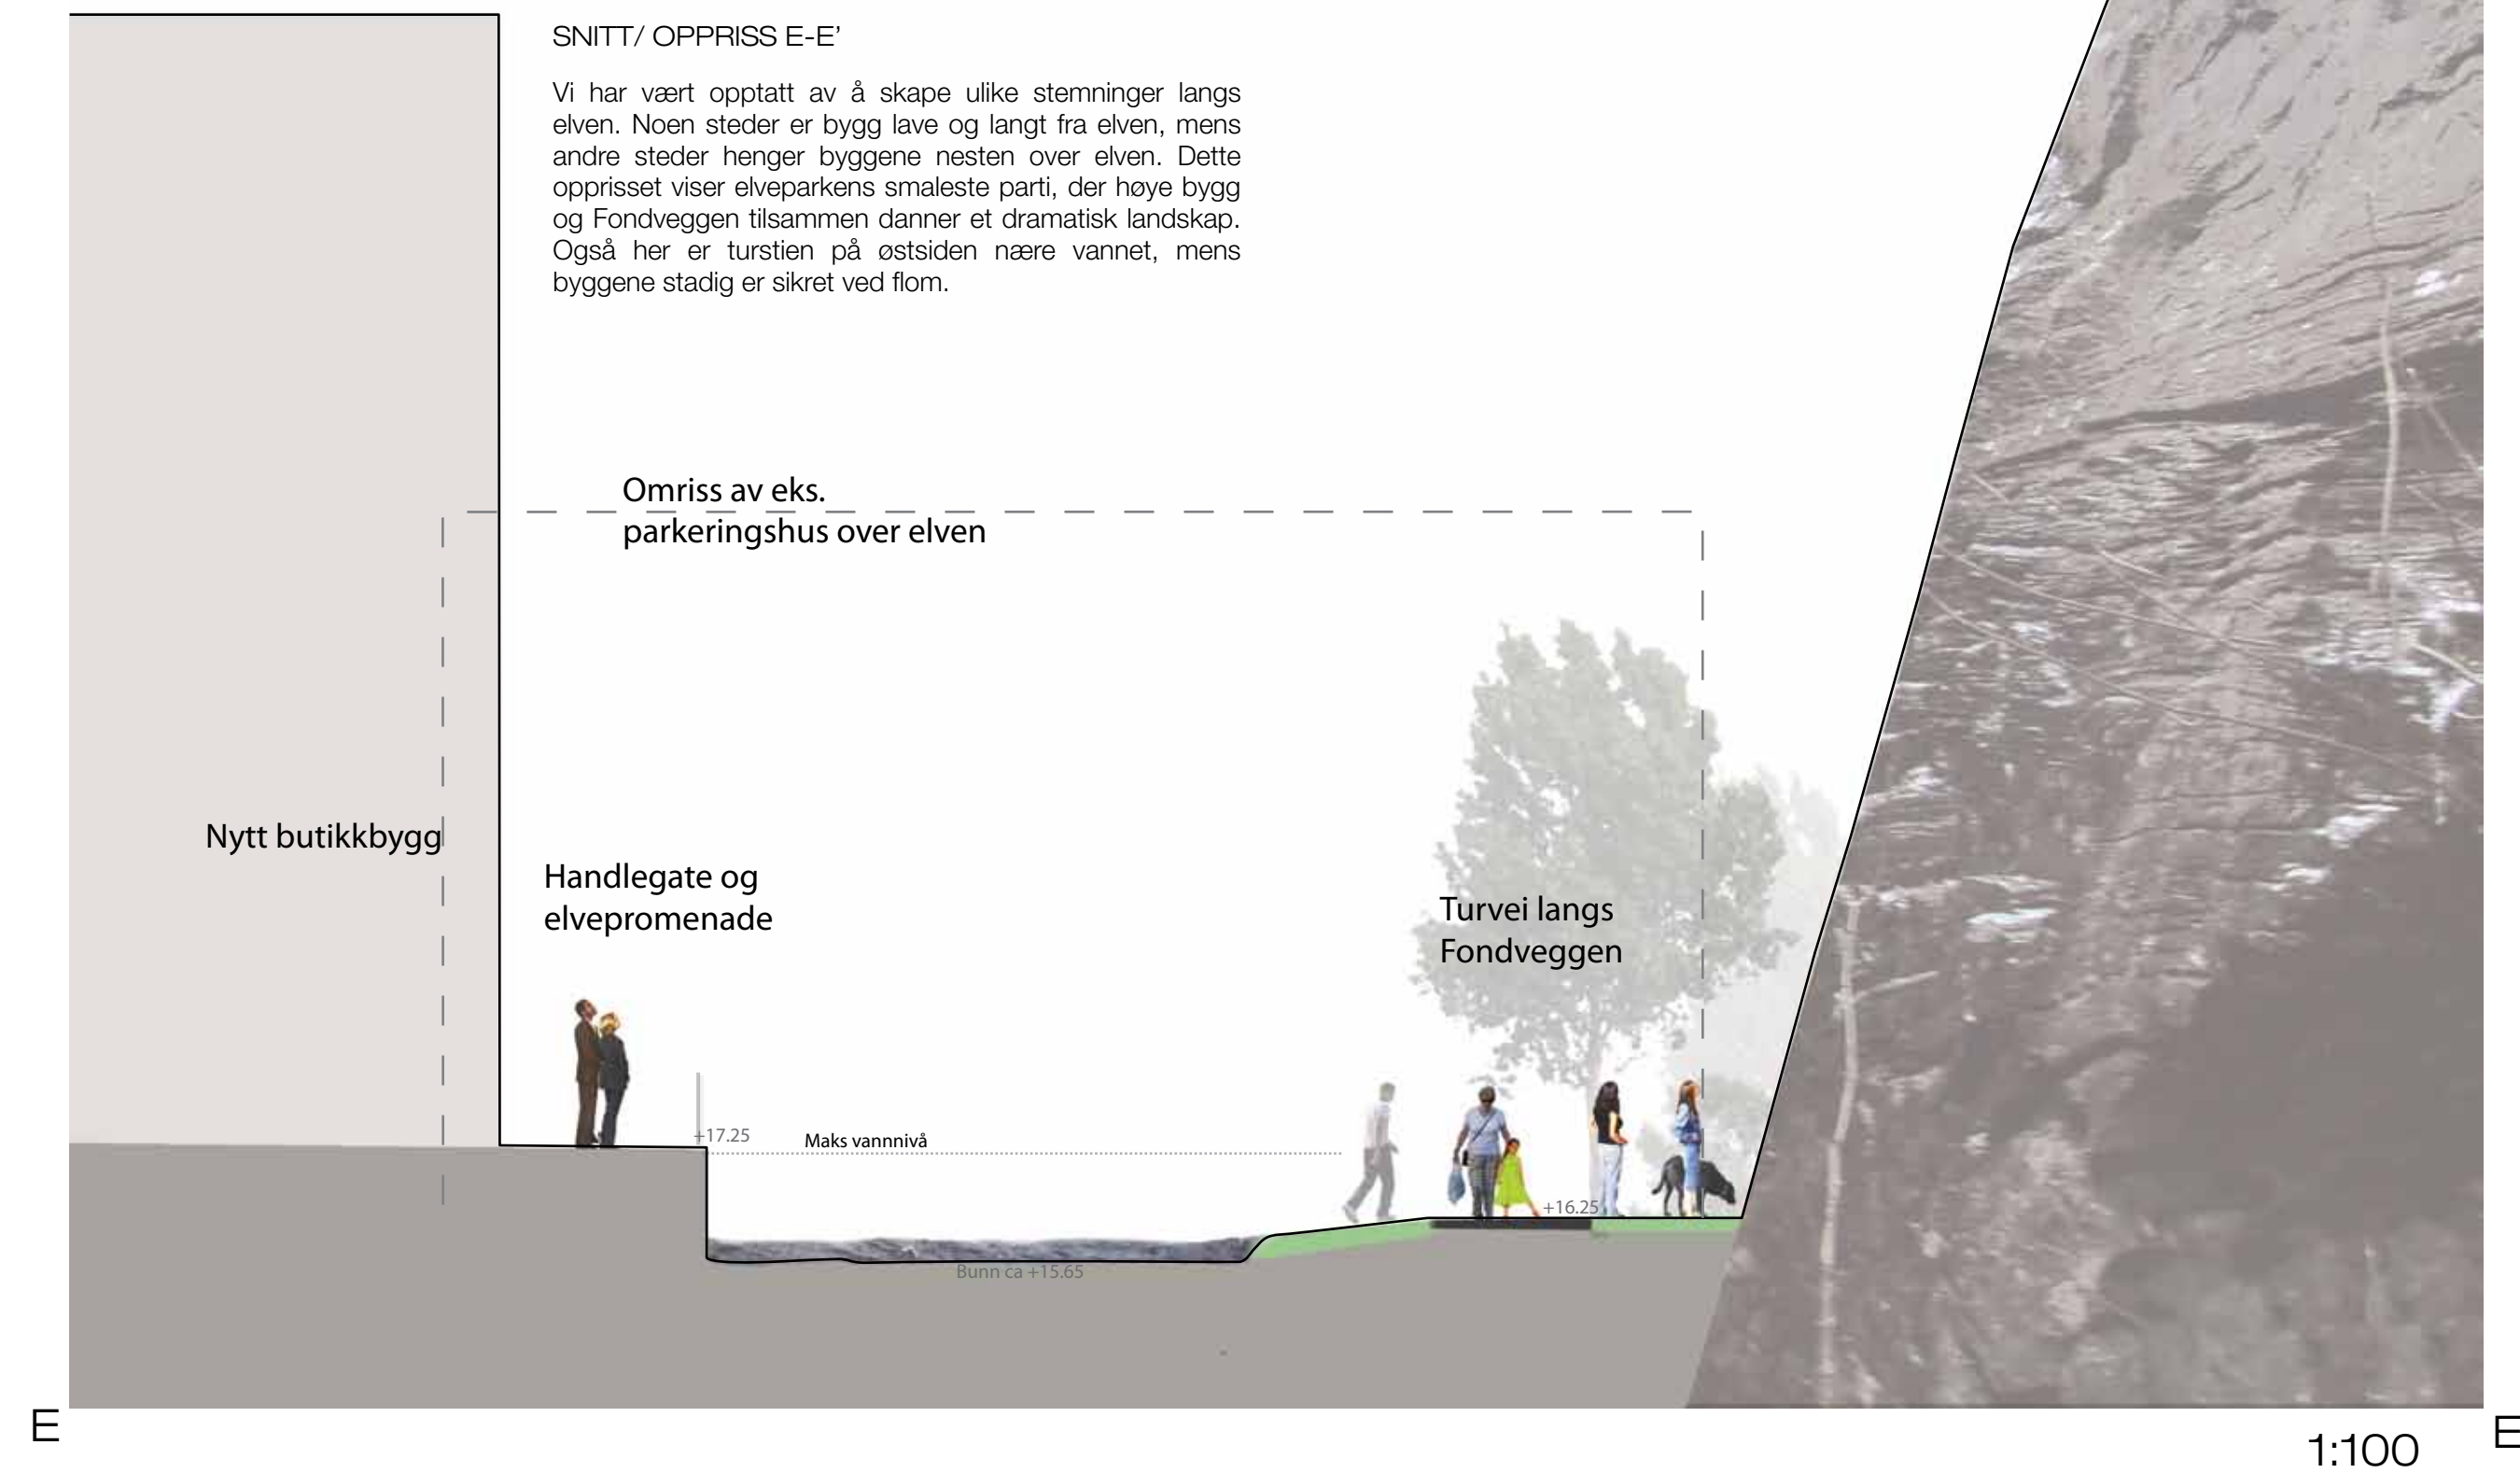 SNITT/ OPPRISS E-E’
Vi har vært opptatt av å skape ulike stemninger langs
elven. Noen steder er bygg lave og langt fra elven, mens
andre steder henger byggene nesten over elven. Dette
opprisset viser elveparkens smaleste parti, der høye bygg
og Fondveggen tilsammen danner et dramatisk landskap.
Også her er turstien på østsiden nære vannet, mens
byggene stadig er sikret ved flom.
Omriss av eks.
parkeringshus over elven
Nytt butikkbygg
Handlegate og
elvepromenade
Turvei langs
Fondveggen
+17.25
Maks vannnivå
+16.25
Bunn ca +15.65
E
E
1:100